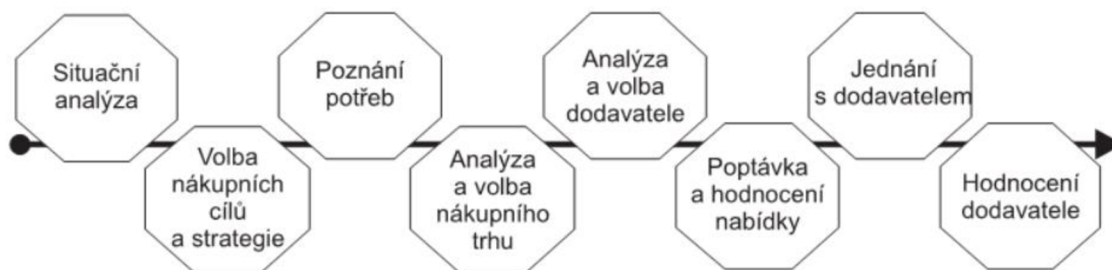 Situační
analýza
Volba
nákupních
cílů
a strategie
Poznání
potřeb
Analýza
a volba
nákupního
trhu
Analýza
a volba
dodavatele
Poptávka
a hodnocení
nabídky
Jednání
s dodavatelem
Hodnocení
dodavatele